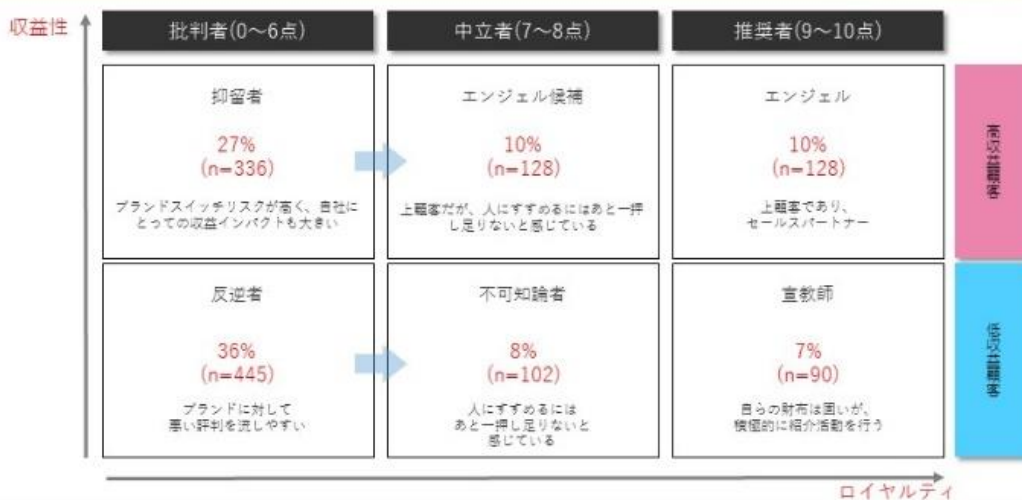 収益性
批判者(0～6点)
中立者(7～8点)
推奨者(9～10点)
抑留者
27%
(n=336)
ブランドスイッチリスクが高く、自社に
とっての収益インパクトも大きい
エンジェル候補
10%
(n=128)
上顧客だが、人にすすめるにはあと一押
し足りないと感じている
エンジェル
10%
(n=128)
上顧客であり、
セールスパートナー
高収益顧客
反逆者
36%
(n=445)
ブランドに対して
悪い評判を流しやすい
不可知論者
8%
(n=102)
人にすすめるには
あと一押し足りないと
感じている
宣教師
7%
(n=90)
自らの財布は固いが、
積極的に紹介活動を行う
低収益顧客
ロイヤルティ